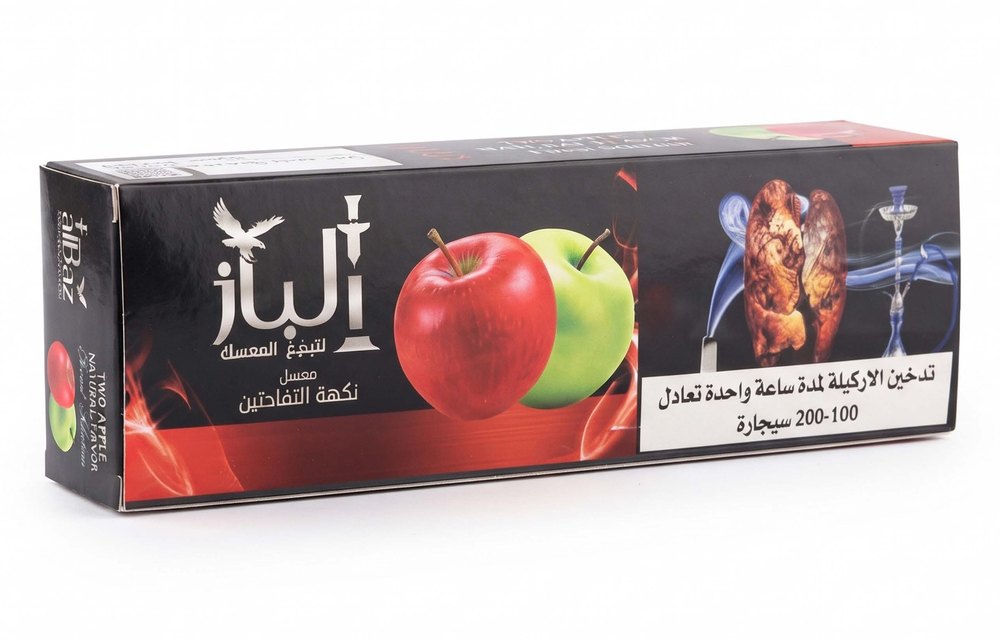 البـاز
لتبغغ المعسك
معسل
نكهة التفاحتين
تدخين الاركيلة لمدة ساعة واحدة تعادل
200-100 سيجارة
alBaz
TWO APPLE
NATURAL FLAVOR